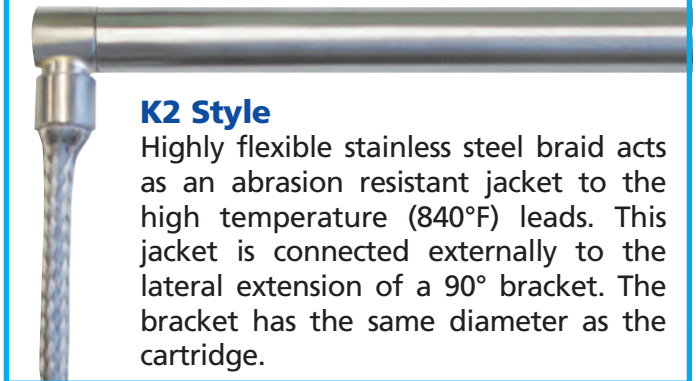 K2 Style
Highly flexible stainless steel braid acts
as an abrasion resistant jacket to the
high temperature (840°F) leads. This
jacket is connected externally to the
lateral extension of a 90° bracket. The
bracket has the same diameter as the
cartridge.